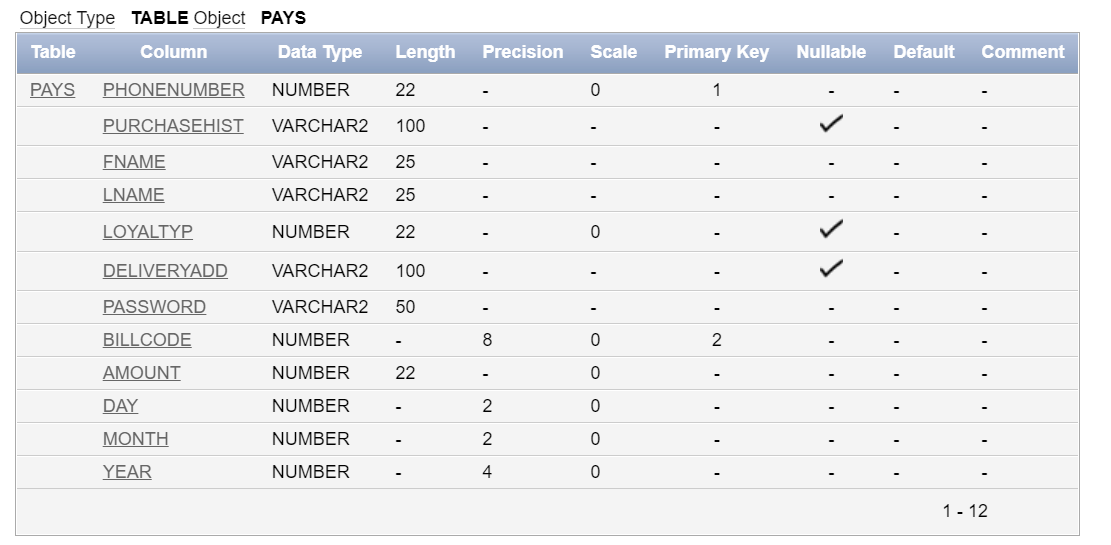 Object Type TABLE Object PAYS
Table Column Data Type Length Precision Scale Primary Key Nullable Default Comment
PAYS PHONENUMBER NUMBER 22 - 0 1 - - -
PURCHASEHIST VARCHAR2 100 - - - ✓ - -
FNAME VARCHAR2 25 - - - - - -
LNAME VARCHAR2 25 - - - - - -
LOYALTYP NUMBER 22 - 0 - ✓ - -
DELIVERYADD VARCHAR2 100 - - - ✓ - -
PASSWORD VARCHAR2 50 - - - - - -
BILLCODE NUMBER - 8 0 2 - - -
AMOUNT NUMBER 22 - 0 - - - -
DAY NUMBER - 2 0 - - - -
MONTH NUMBER - 2 0 - - - -
YEAR NUMBER - 4 0 - - - -
1 - 12